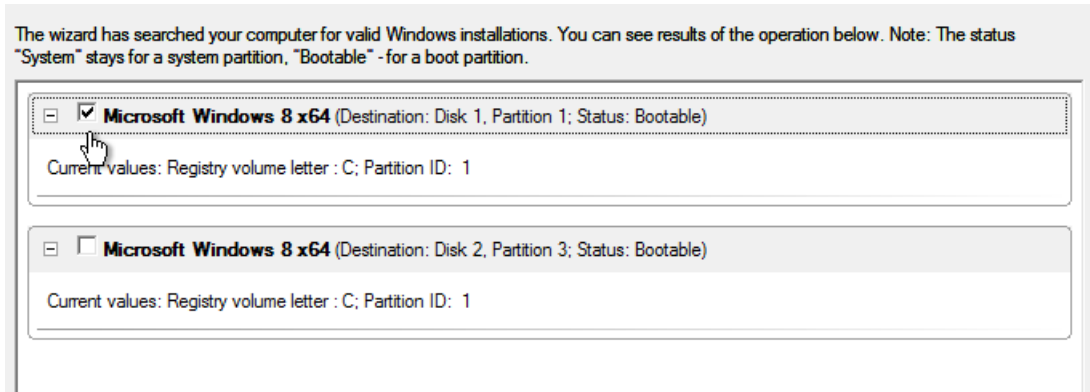 The wizard has searched your computer for valid Windows installations. You can see results of the operation below. Note: The status
"System" stays for a system partition, "Bootable" - for a boot partition.
Microsoft Windows 8 x64 (Destination: Disk 1, Partition 1; Status: Bootable)
Current values: Registry volume letter : C; Partition ID: 1
Microsoft Windows 8 x64 (Destination: Disk 2, Partition 3; Status: Bootable)
Current values: Registry volume letter : C; Partition ID: 1